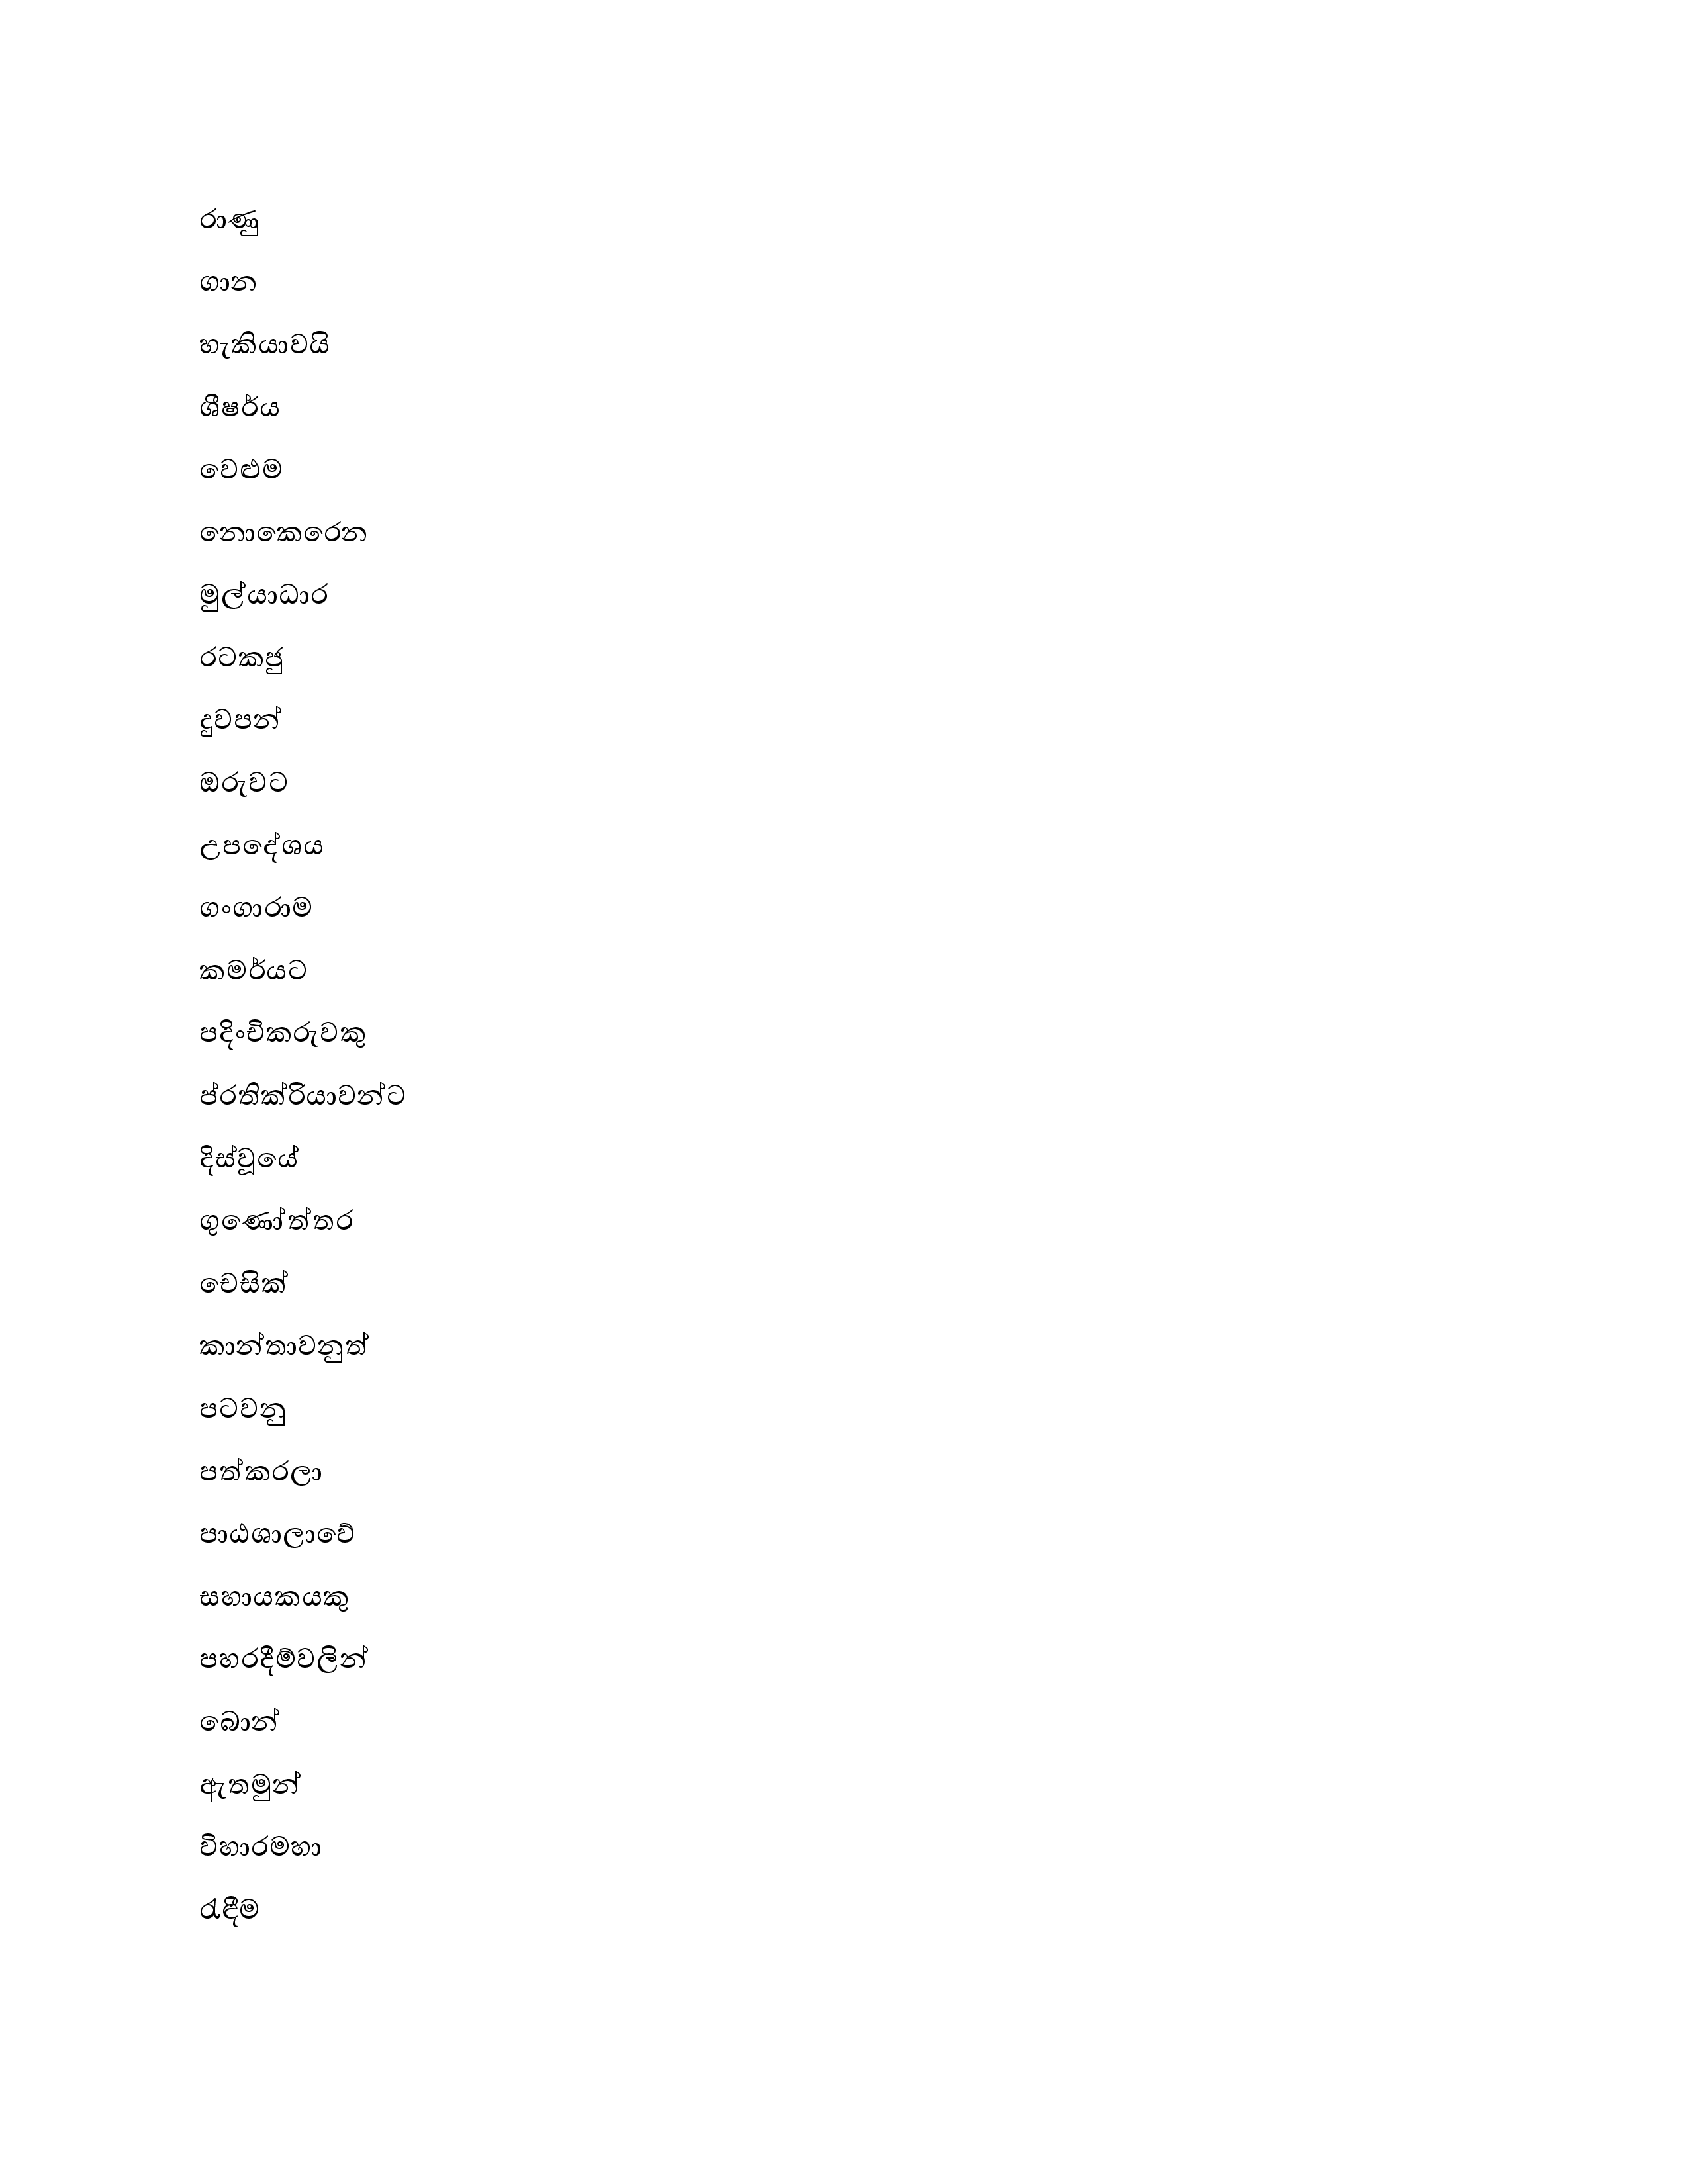 රාණු
ගාන
හැකියාවයි
ශීෂර්ය
වෙළුම
නොකෙරෙන
මුල්යාධාර
රටකජු
දුවපන්
ඔරුවට
උපදේශය
ගංගාරාම
කමර්යට
පදිංචිකරුවකු
ප්රතික්රියාවන්ට
දිස්වූයේ
ගුණෝත්තර
චෙසික්
කාන්තාවනුත්
පටවනු
පත්කරලා
පාඨශාලාවේ
සහායකයකු
පහරදීම්වලින්
බොන්
ඇතමුන්
විහාරමහා
රැඳීම